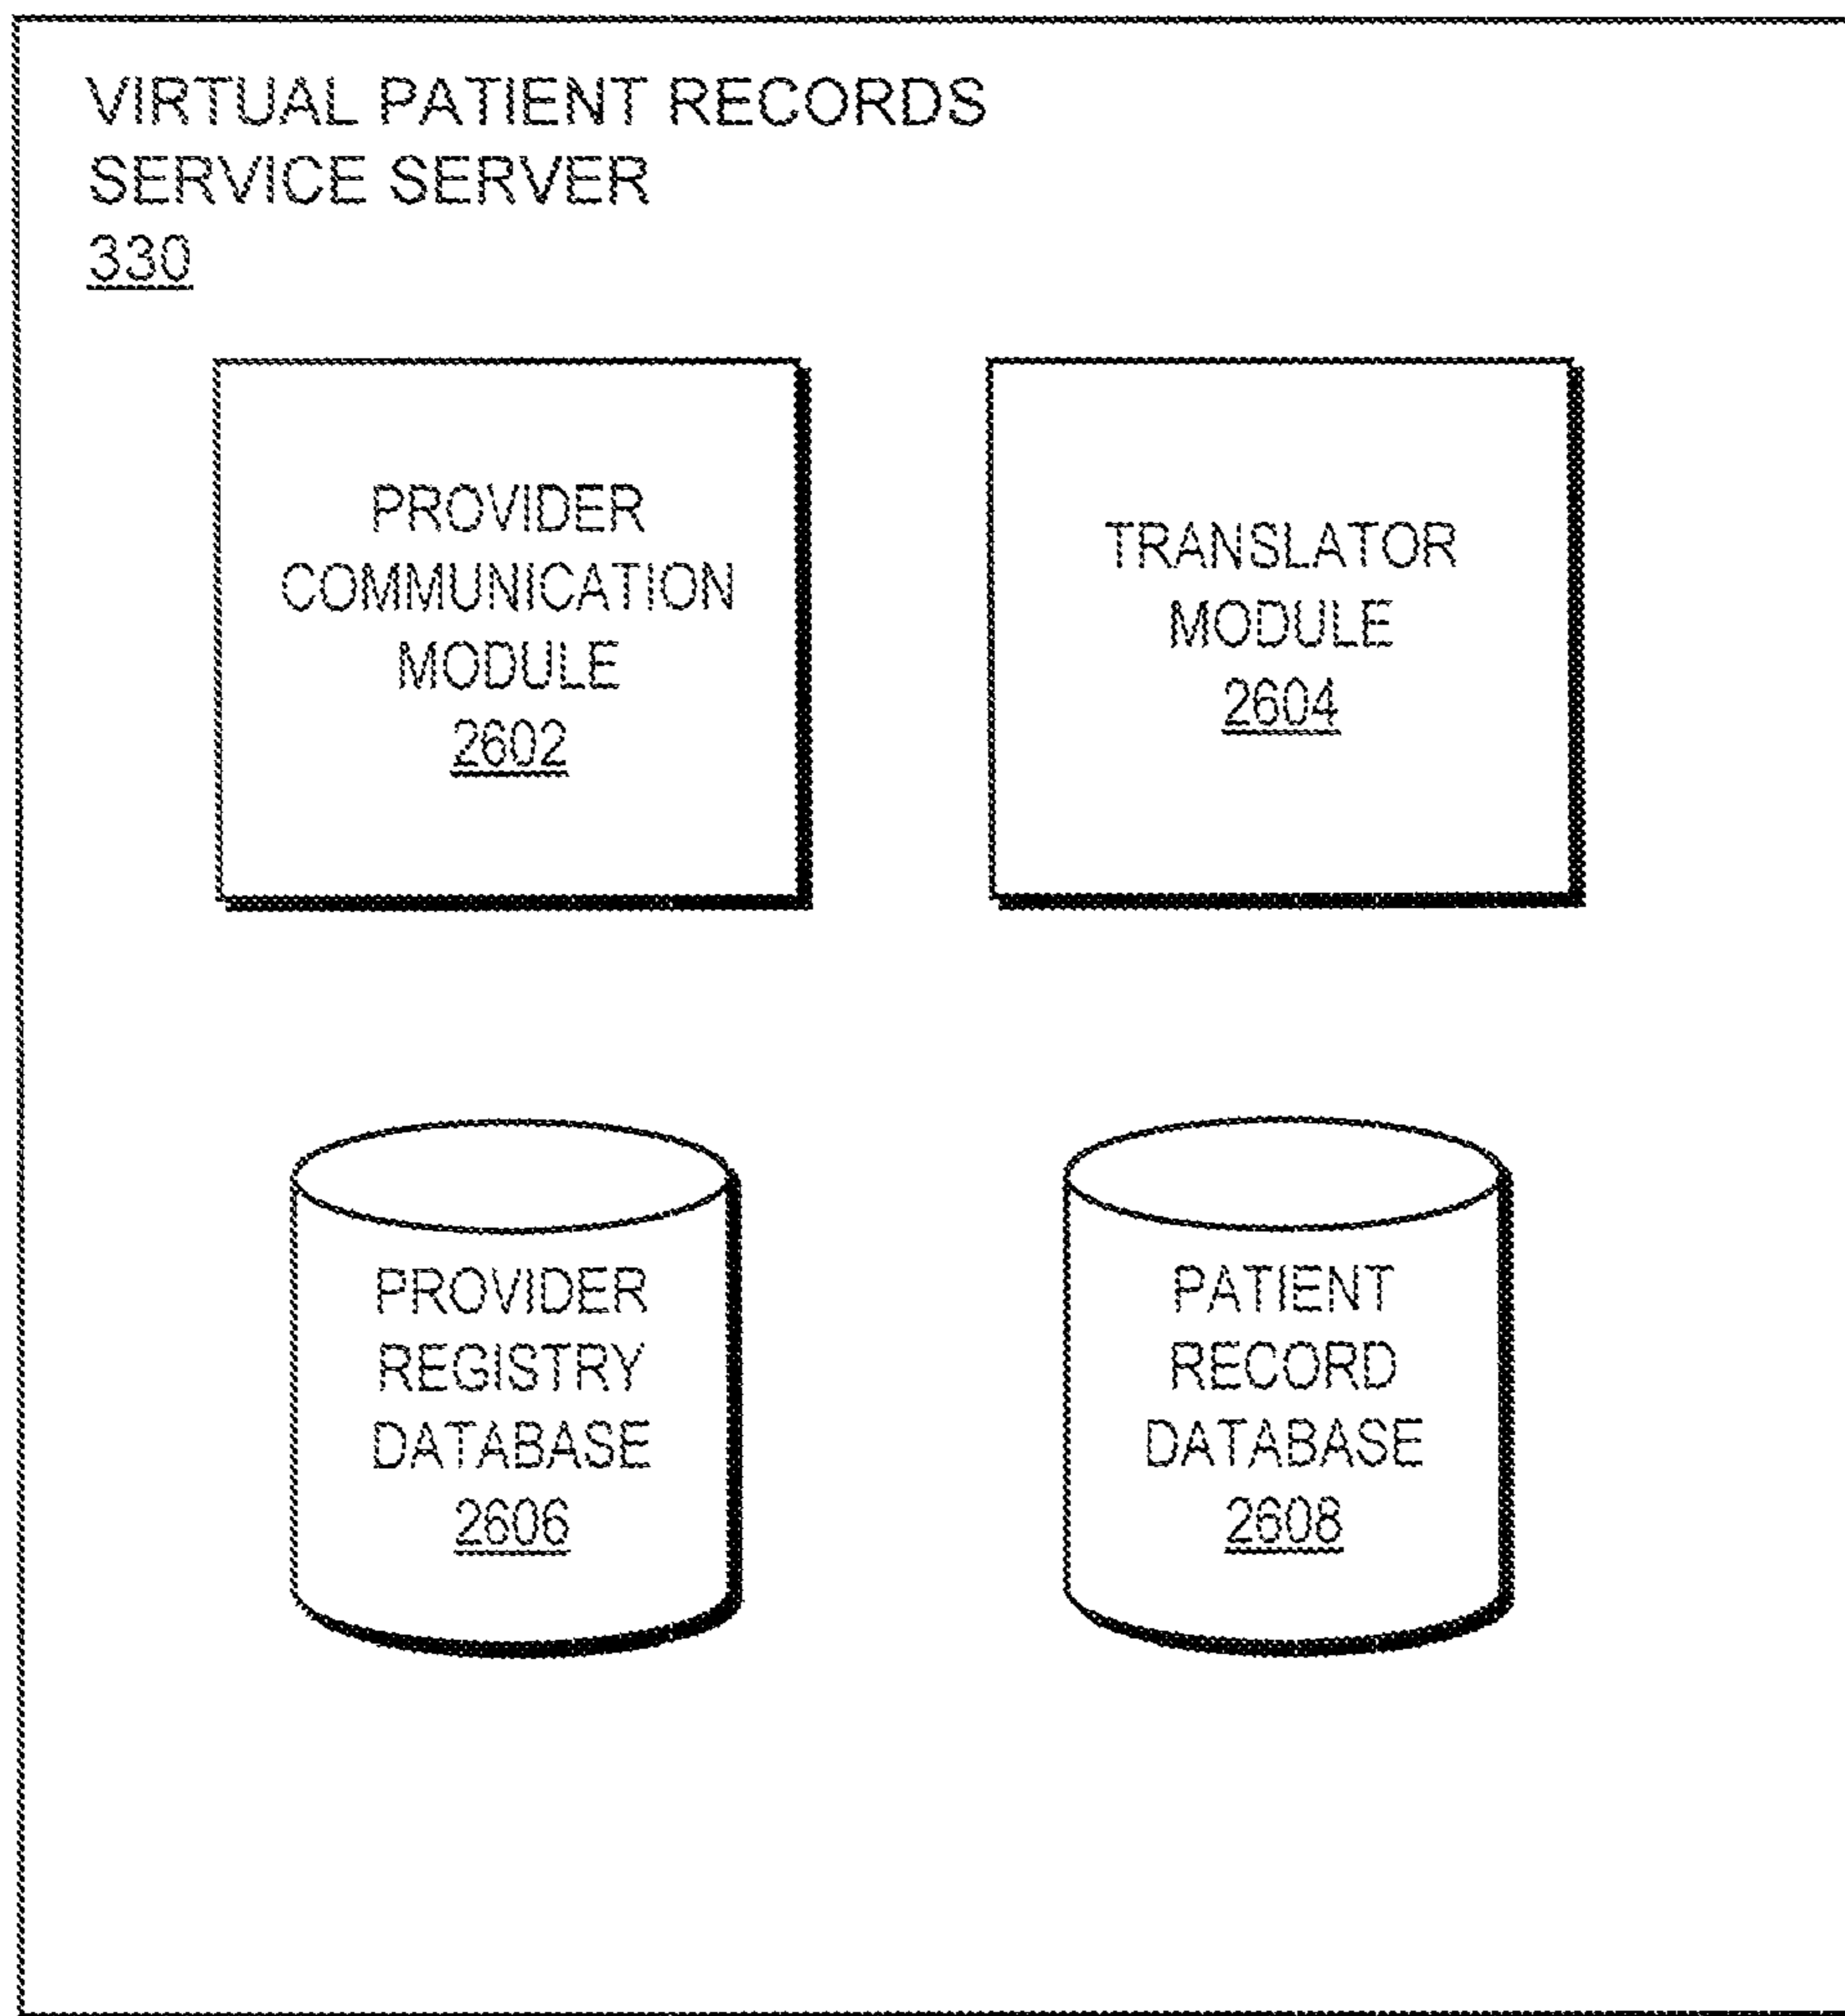 VIRTUAL PATIENT RECORDS
SERVICE SERVER
330
PROVIDER
COMMUNICATION
MODULE
2602
TRANSLATOR
MODULE
2604
PROVIDER
REGISTRY
DATABASE
2606
PATIENT
RECORD
DATABASE
2608